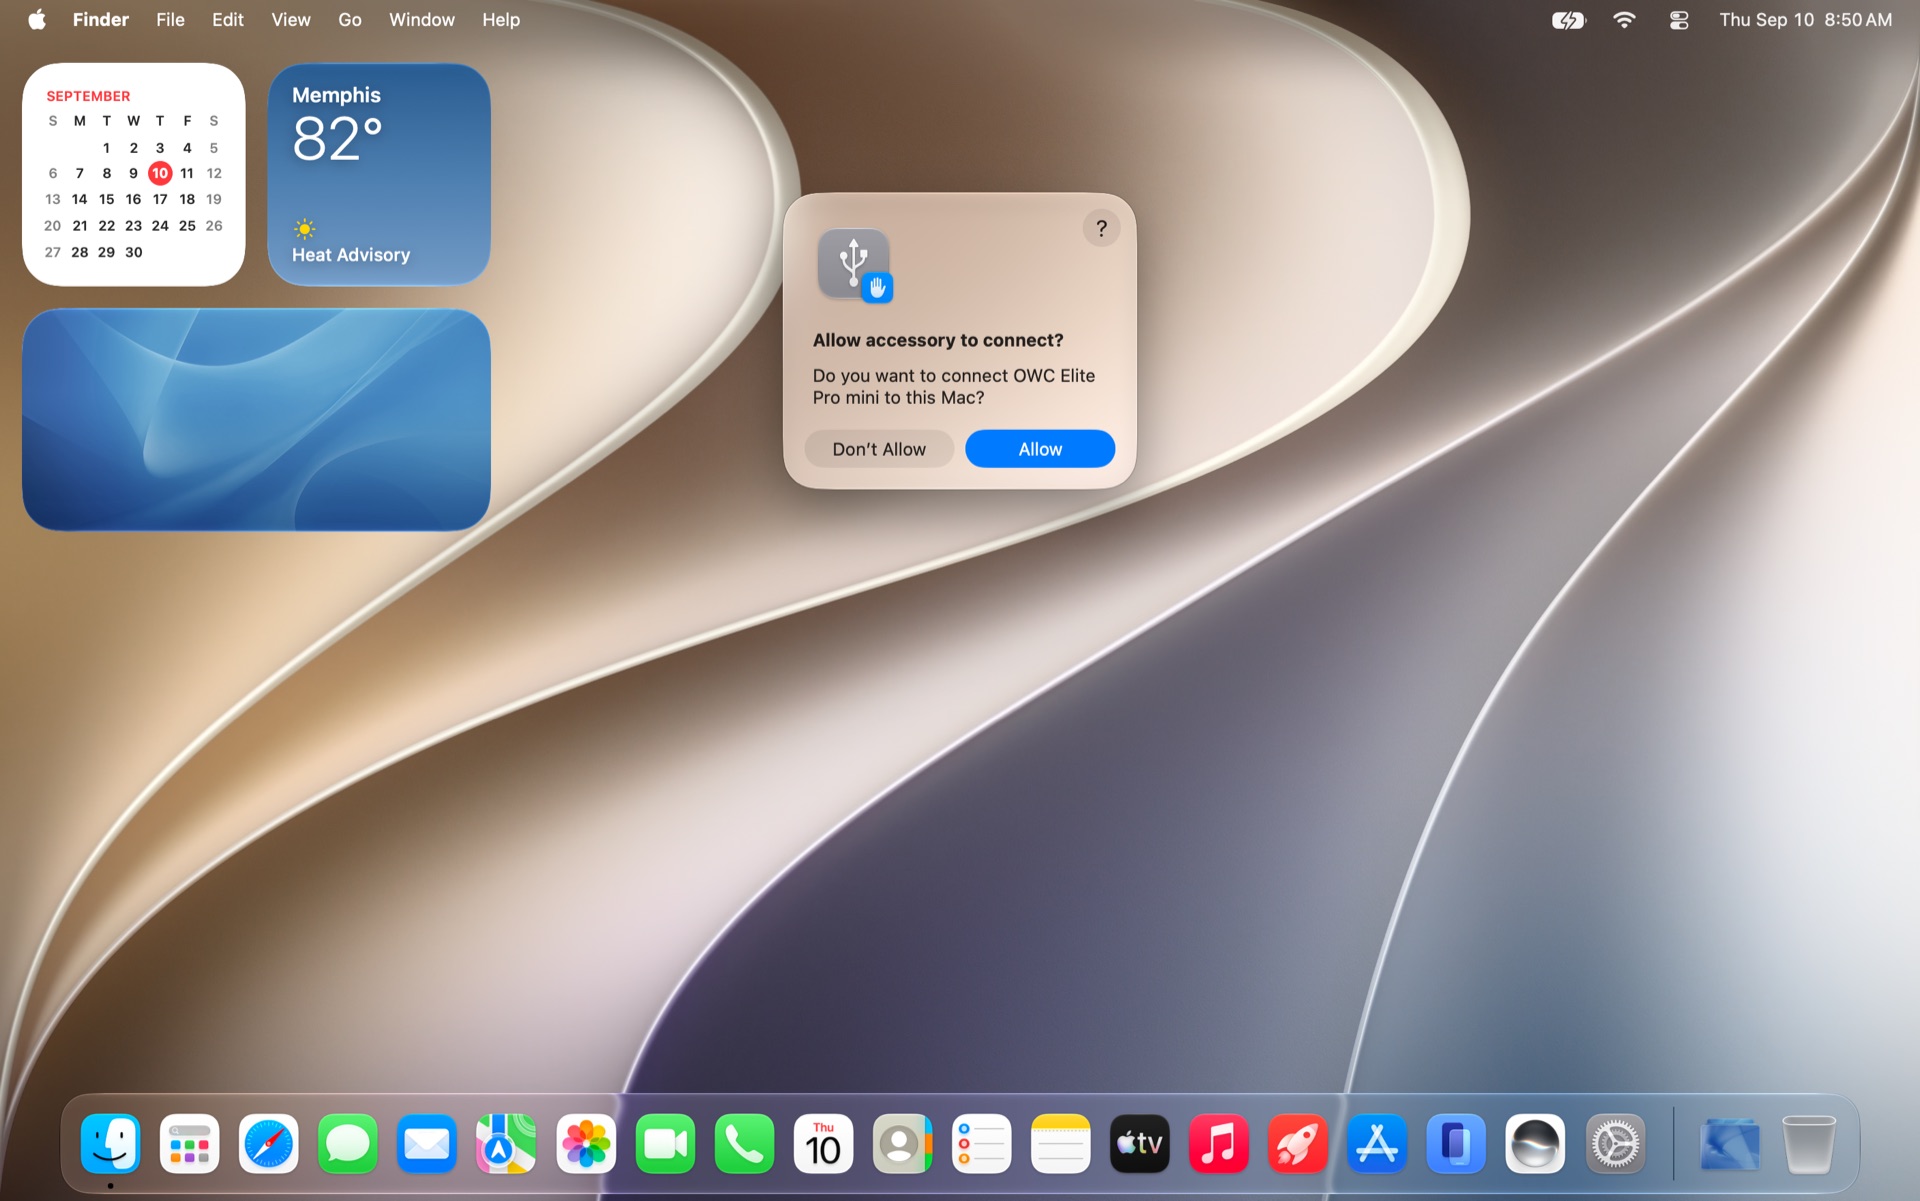 Finder File Edit View Go Window Help
Thu Sep 10 8:50 AM
SEPTEMBER
S M T W T F S
1 2 3 4 5
6 7 8 9 10 11 12
13 14 15 16 17 18 19
20 21 22 23 24 25 26
27 28 29 30
Memphis
82°
Heat Advisory
?
Allow accessory to connect?
Do you want to connect OWC Elite
Pro mini to this Mac?
Don't Allow
Allow
Thu
10
tv